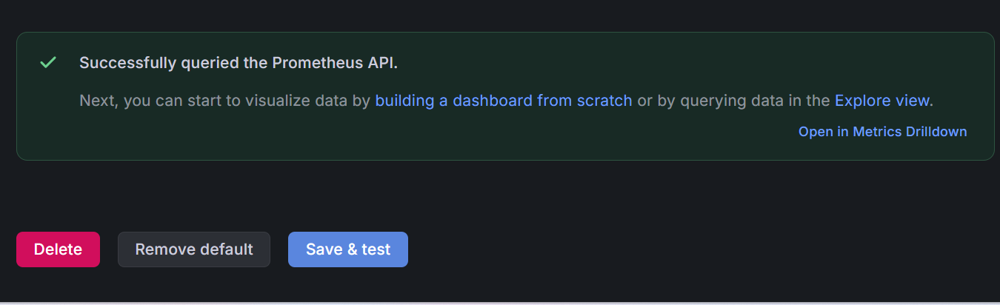 Successfully queried the Prometheus API.
Next, you can start to visualize data by building a dashboard from scratch or by querying data in the Explore view.
Open in Metrics Drilldown
Delete
Remove default
Save & test